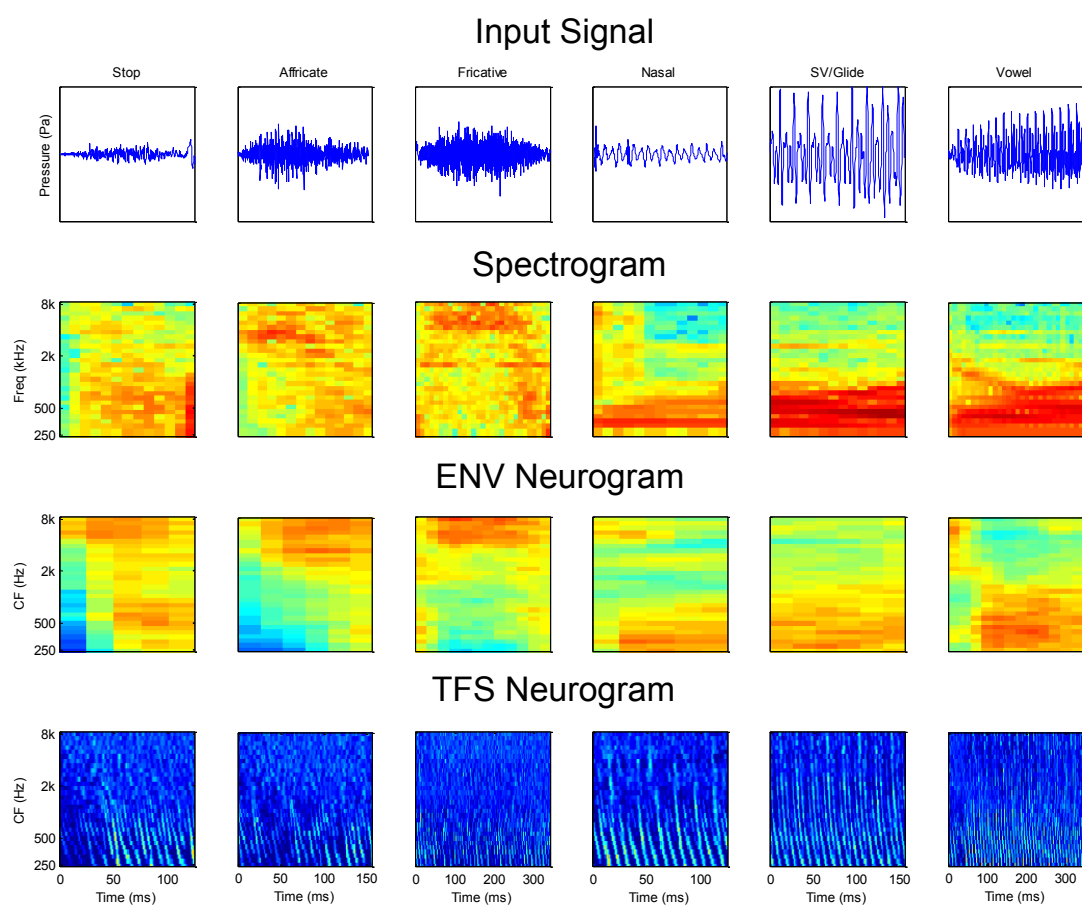 Input Signal
Stop Affricate Fricative Nasal SV/Glide Vowel
Pressure (Pa)
Spectrogram
8k
2k
500
250
Freq (kHz)
ENV Neurogram
8k
2k
500
250
CF (Hz)
TFS Neurogram
8k
2k
500
250
CF (Hz)
0 50 100 0 50 100 150 0 100 200 300 0 50 100 0 50 100 150 0 100 200 300
Time (ms) Time (ms) Time (ms) Time (ms) Time (ms) Time (ms)